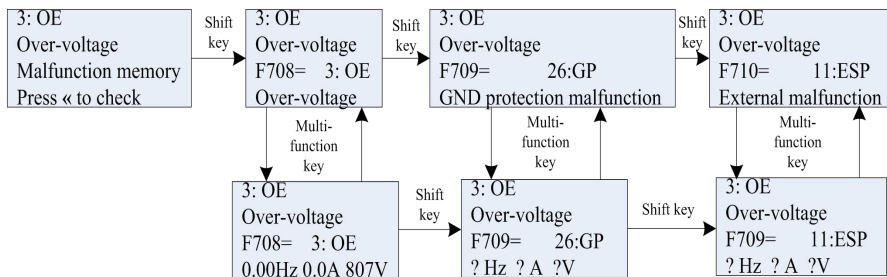 3: OE
Over-voltage
Malfunction memory
Press « to check
Shift
key
3: OE
Over-voltage
F708= 3: OE
Over-voltage
Shift
key
3: OE
Over-voltage
F709= 26:GP
GND protection malfunction
Shift
key
3: OE
Over-voltage
F710= 11:ESP
External malfunction
Multi-
function
key
Multi-
function
key
Multi-
function
key
3: OE
Over-voltage
F708= 3: OE
0.00Hz 0.0A 807V
Shift
key
3: OE
Over-voltage
F709= 26:GP
? Hz ? A ?V
Shift key
3: OE
Over-voltage
F709= 11:ESP
? Hz ? A ?V